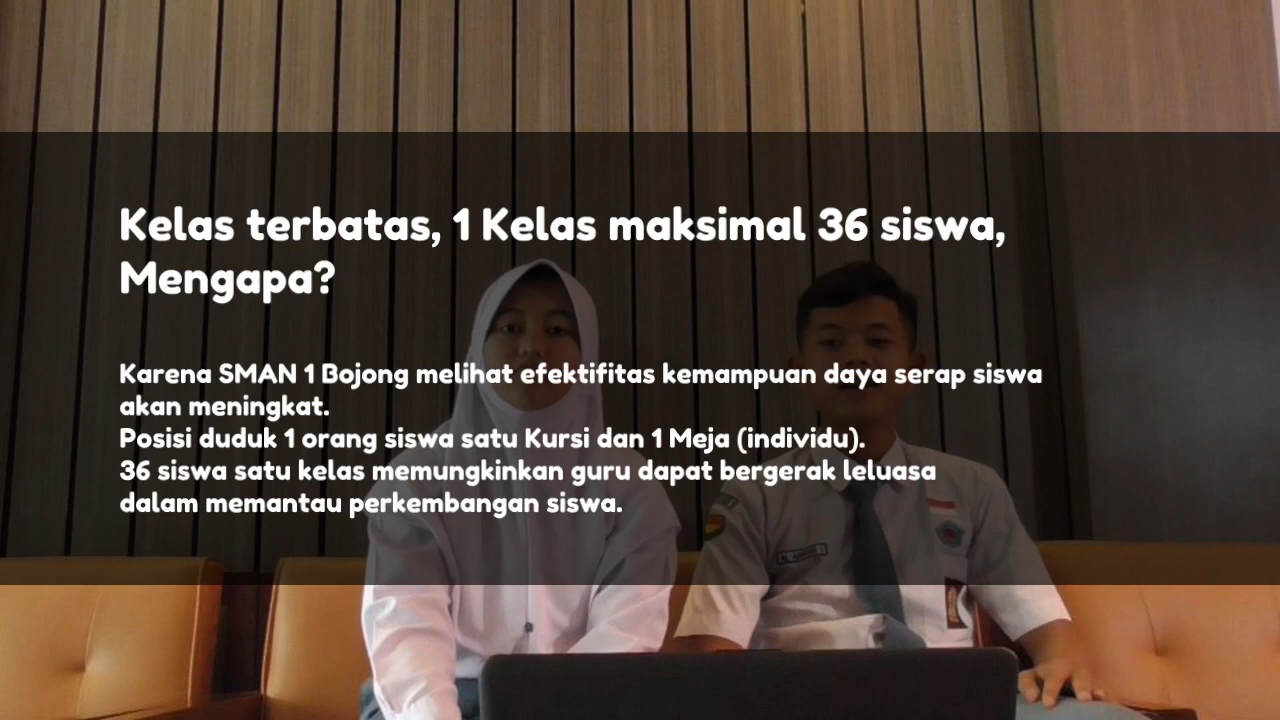 Kelas terbatas, 1 Kelas maksimal 36 siswa,
Mengapa?
Karena SMAN 1 Bojong melihat efektifitas kemampuan daya serap siswa
akan meningkat.
Posisi duduk 1 orang siswa satu Kursi dan 1 Meja (individu).
36 siswa satu kelas memungkinkan guru dapat bergerak leluasa
dalam memantau perkembangan siswa.